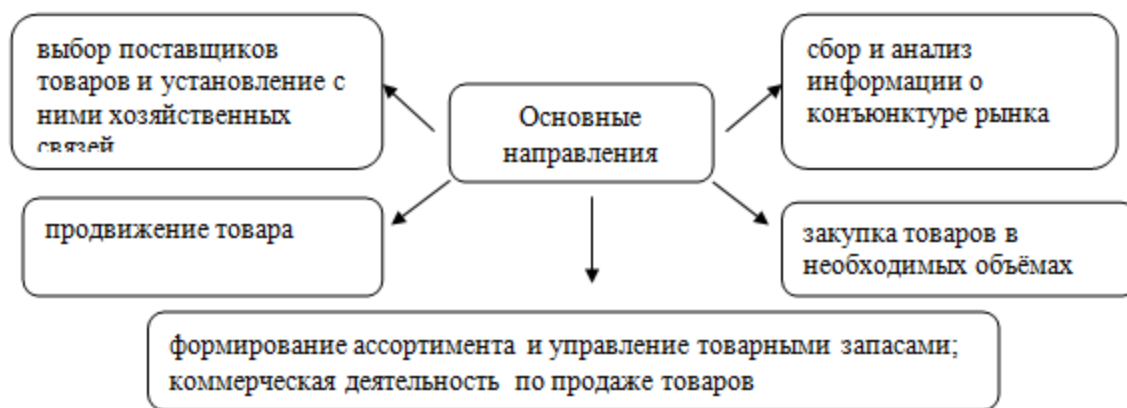 выбор поставщиков
товаров и установление с
ними хозяйственных
связей
сбор и анализ
информации о
конъюнктуре рынка
Основные
направления
продвижение товара
закупка товаров в
необходимых объёмах
формирование ассортимента и управление товарными запасами;
коммерческая деятельность по продаже товаров